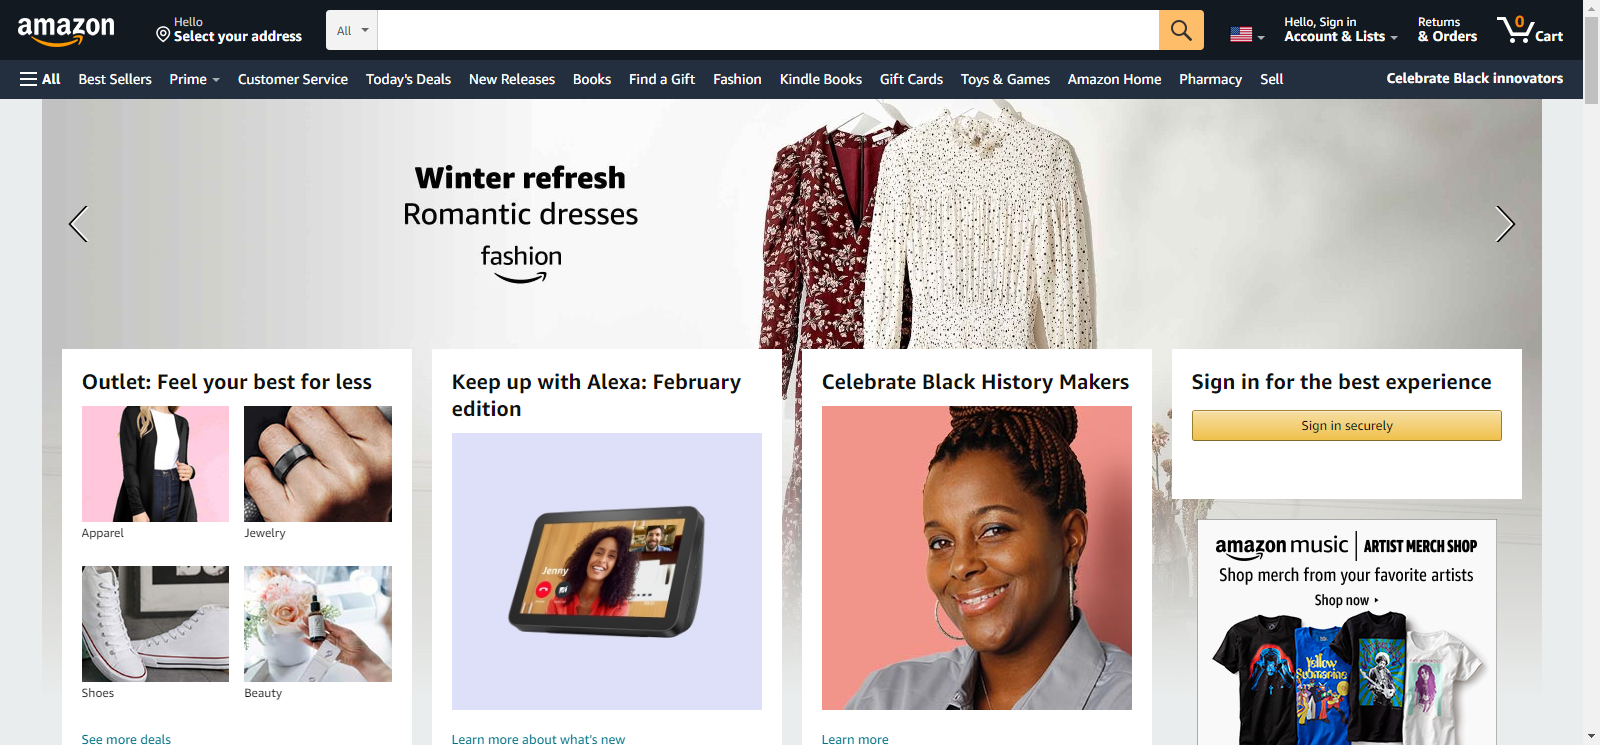 amazon
Hello
Select your address
All
0
Hello, Sign in
Account & Lists
Returns
& Orders
Cart
All
Best Sellers
Prime
Customer Service
Today's Deals
New Releases
Books
Find a Gift
Fashion
Kindle Books
Gift Cards
Toys & Games
Amazon Home
Pharmacy
Sell
Celebrate Black innovators
Winter refresh
Romantic dresses
fashion
Outlet: Feel your best for less
Apparel
Jewelry
Shoes
Beauty
See more deals
Keep up with Alexa: February
edition
Jenny
Learn more about what's new
Celebrate Black History Makers
Learn more
Sign in for the best experience
Sign in securely
amazon music | ARTIST MERCH SHOP
Shop merch from your favorite artists
Shop now
Yellow
Submarine